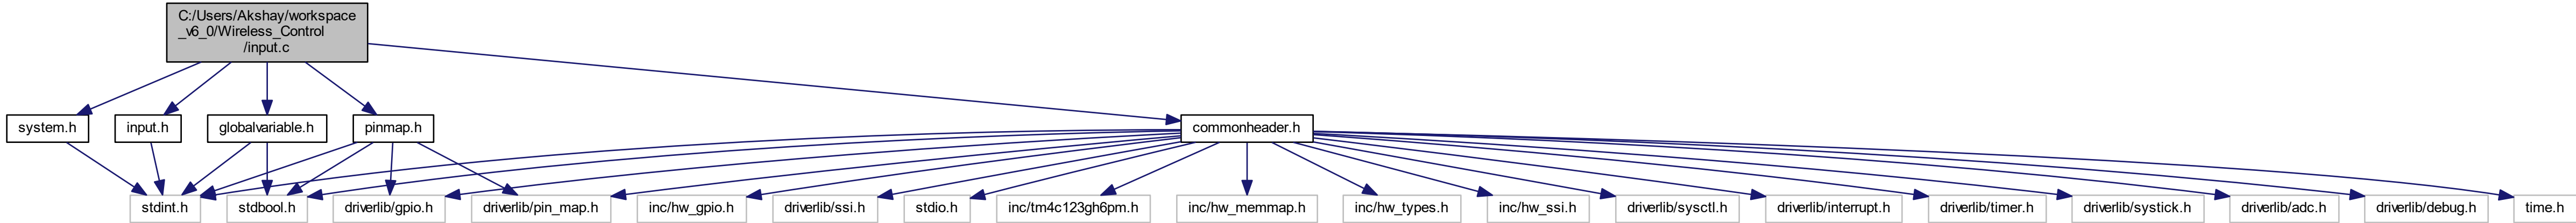 C:/Users/Akshay/workspace
_v6_0/Wireless_Control
/input.c
system.h
input.h
globalvariable.h
pinmap.h
commonheader.h
stdint.h
stdbool.h
driverlib/gpio.h
driverlib/pin_map.h
inc/hw_gpio.h
driverlib/ssi.h
stdio.h
inc/tm4c123gh6pm.h
inc/hw_memmap.h
inc/hw_types.h
inc/hw_ssi.h
driverlib/sysctl.h
driverlib/interrupt.h
driverlib/timer.h
driverlib/systick.h
driverlib/adc.h
driverlib/debug.h
time.h